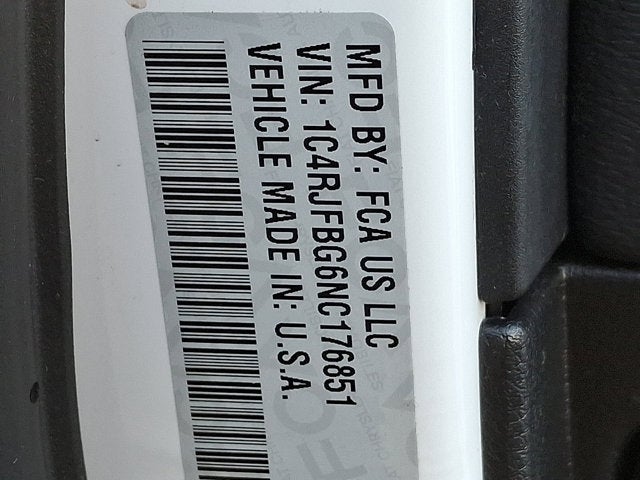 MFD BY: FCA US LLC
VIN: 1C4RJFBG6NC176851
VEHICLE MADE IN: U.S.A.